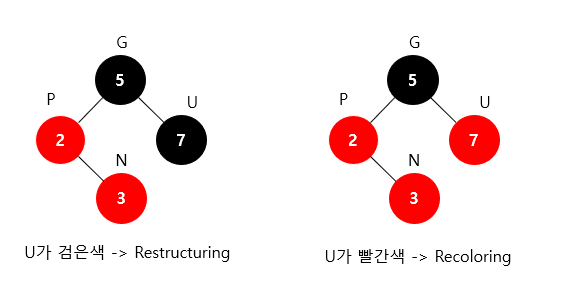 G
5
P
U
2
7
N
3
U가 검은색 -> Restructuring
G
5
P
U
2
7
N
3
U가 빨간색 -> Recoloring